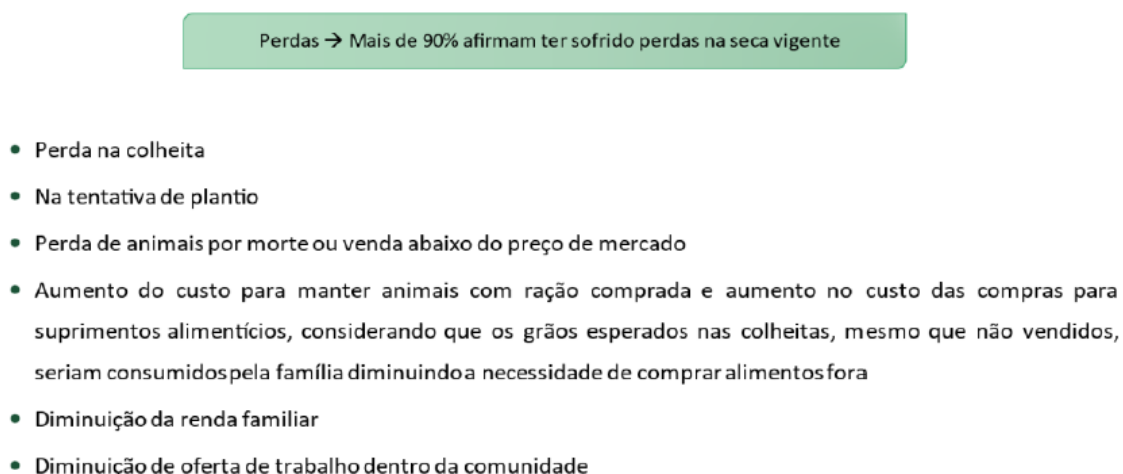 Perdas → Mais de 90% afirmam ter sofrido perdas na seca vigente
• Perda na colheita
• Na tentativa de plantio
• Perda de animais por morte ou venda abaixo do preço de mercado
• Aumento do custo para manter animais com ração comprada e aumento no custo das compras para
suprimentos alimentícios, considerando que os grãos esperados nas colheitas, mesmo que não vendidos,
seriam consumidos pela família diminuindo a necessidade de comprar alimentos fora
• Diminuição da renda familiar
• Diminuição de oferta de trabalho dentro da comunidade